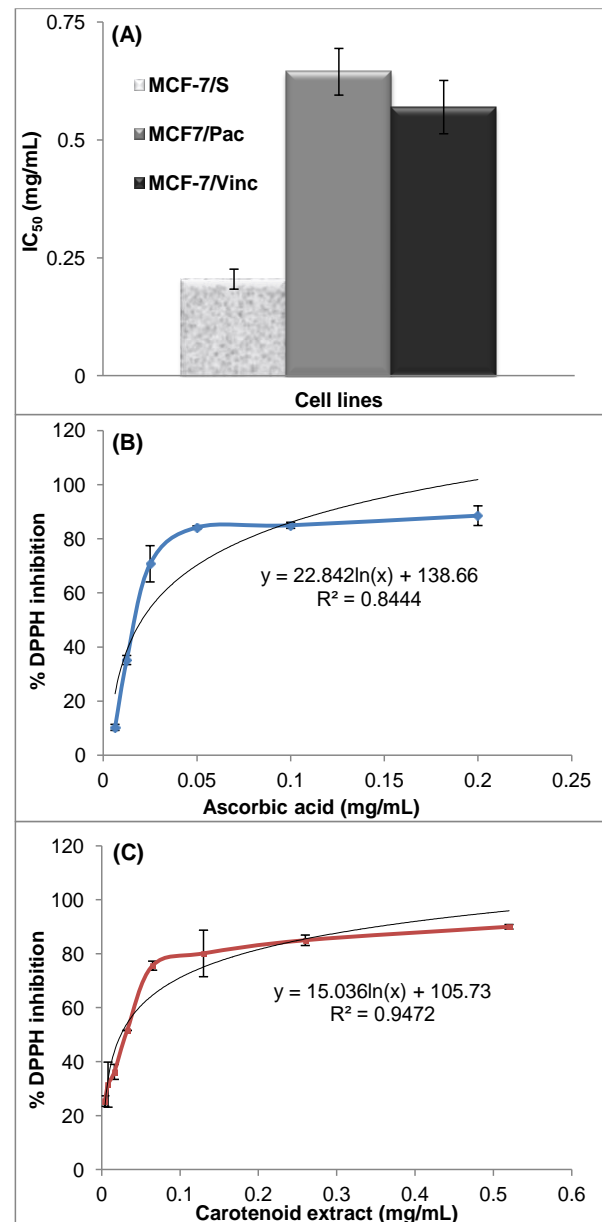 (A)
MCF-7/S
MCF7/Pac
MCF-7/Vinc
IC50 (mg/mL)
0.75
0.5
0.25
0
Cell lines
(B)
% DPPH inhibition
120
100
80
60
40
20
0
y = 22.842ln(x) + 138.66
R² = 0.8444
0 0.05 0.1 0.15 0.2 0.25
Ascorbic acid (mg/mL)
(C)
% DPPH inhibition
120
100
80
60
40
20
0
y = 15.036ln(x) + 105.73
R² = 0.9472
0 0.1 0.2 0.3 0.4 0.5 0.6
Carotenoid extract (mg/mL)